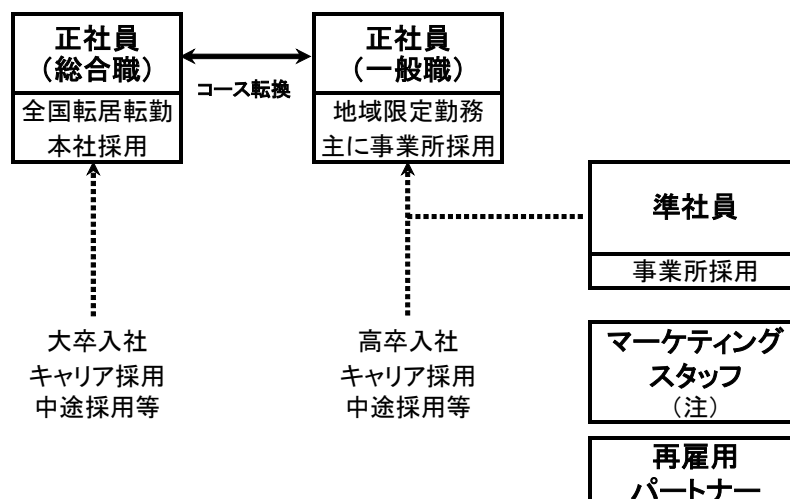 正社員
(総合職)
全国転居転勤
本社採用
コース転換
正社員
(一般職)
地域限定勤務
主に事業所採用
準社員
事業所採用
大卒入社
キャリア採用
中途採用等
高卒入社
キャリア採用
中途採用等
マーケティング
スタッフ
(注)
再雇用
パートナー